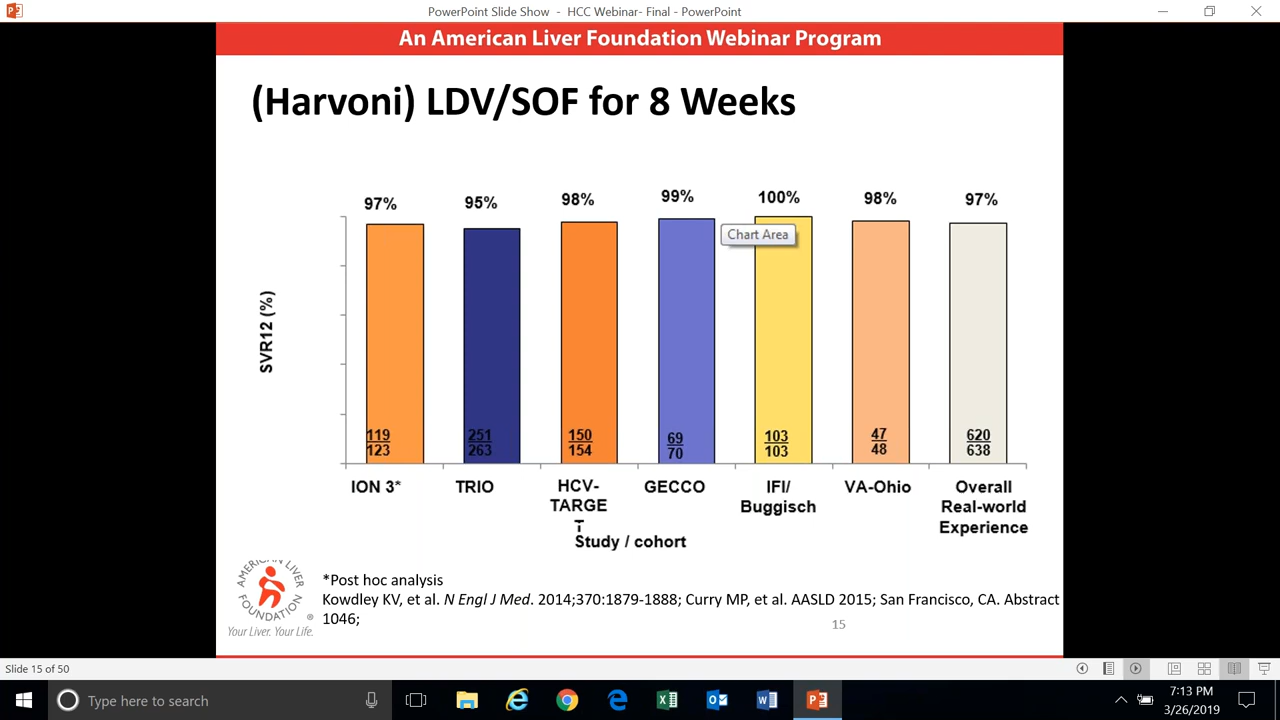 PowerPoint Slide Show - HCC Webinar- Final - PowerPoint
An American Liver Foundation Webinar Program
(Harvoni) LDV/SOF for 8 Weeks
97%
95%
98%
99%
100%
98%
97%
Chart Area
SVR12 (%)
119
123
251
263
150
154
69
70
103
103
47
48
620
638
ION 3*
TRIO
HCV-
TARGE
T
GECCO
IFI/
Buggisch
VA-Ohio
Overall
Real-world
Experience
Study / cohort
AMERICAN LIVER
FOUNDATION
®
Your Liver. Your Life.
*Post hoc analysis
Kowdley KV, et al. N Engl J Med. 2014;370:1879-1888; Curry MP, et al. AASLD 2015; San Francisco, CA. Abstract
1046;
15
Slide 15 of 50
Type here to search
7:13 PM
3/26/2019